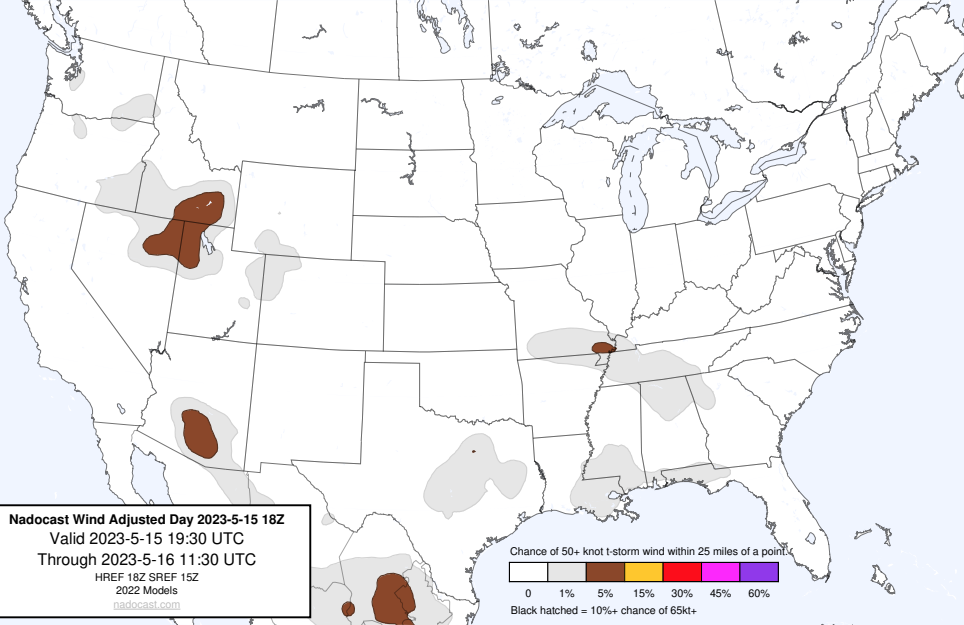 Nadocast Wind Adjusted Day 2023-5-15 18Z
Valid 2023-5-15 19:30 UTC
Through 2023-5-16 11:30 UTC
HREF 18Z SREF 15Z
2022 Models
nadocast.com
Chance of 50+ knot t-storm wind within 25 miles of a point.
0 1% 5% 15% 30% 45% 60%
Black hatched = 10%+ chance of 65kt+